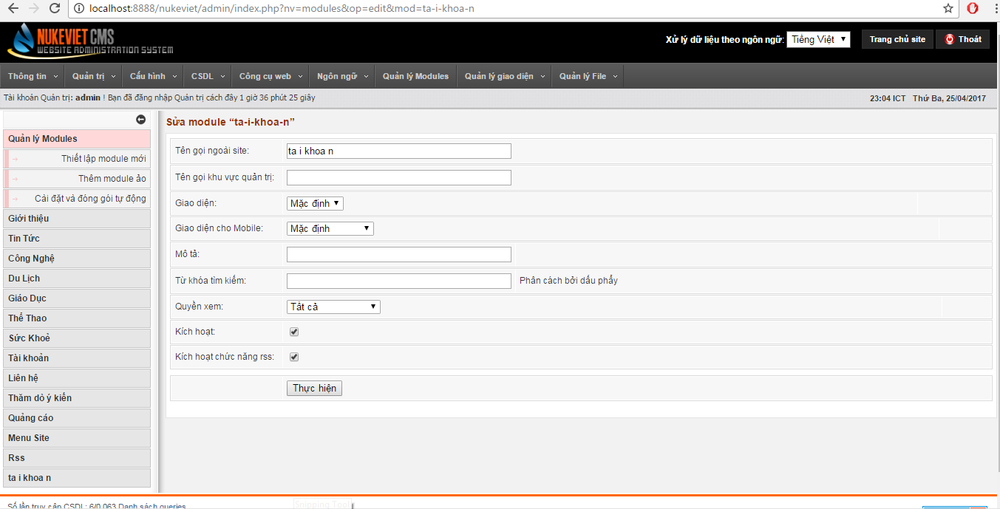 localhost:8888/nukeviet/admin/index.php?nv=modules&op=edit&mod=ta-i-khoa-n
NUKEVIET CMS
WEBSITE ADMINISTRATION SYSTEM
Xử lý dữ liệu theo ngôn ngữ: Tiếng Việt Trang chủ site Thoát
Thông tin Quản trị Cấu hình CSDL Công cụ web Ngôn ngữ Quản lý Modules Quản lý giao diện Quản lý File
Tài khoản Quản trị: admin ! Bạn đã đăng nhập Quản trị cách đây 1 giờ 36 phút 25 giây
23:04 ICT Thứ Ba, 25/04/2017
Quản lý Modules
Thiết lập module mới
Thêm module ảo
Cài đặt và đóng gói tự động
Giới thiệu
Tin Tức
Công Nghệ
Du Lịch
Giáo Dục
Thể Thao
Sức Khoẻ
Tài khoản
Liên hệ
Thăm dò ý kiến
Quảng cáo
Menu Site
Rss
ta i khoa n
Sửa module “ta-i-khoa-n”
Tên gọi ngoài site: ta i khoa n
Tên gọi khu vực quản trị:
Giao diện: Mặc định
Giao diện cho Mobile: Mặc định
Mô tả:
Từ khóa tìm kiếm: Phân cách bởi dấu phẩy
Quyền xem: Tất cả
Kích hoạt:
Kích hoạt chức năng rss:
Thực hiện
Số lần truy cập CSDL: 6/0.063 Danh sách queries
Snipping Tool